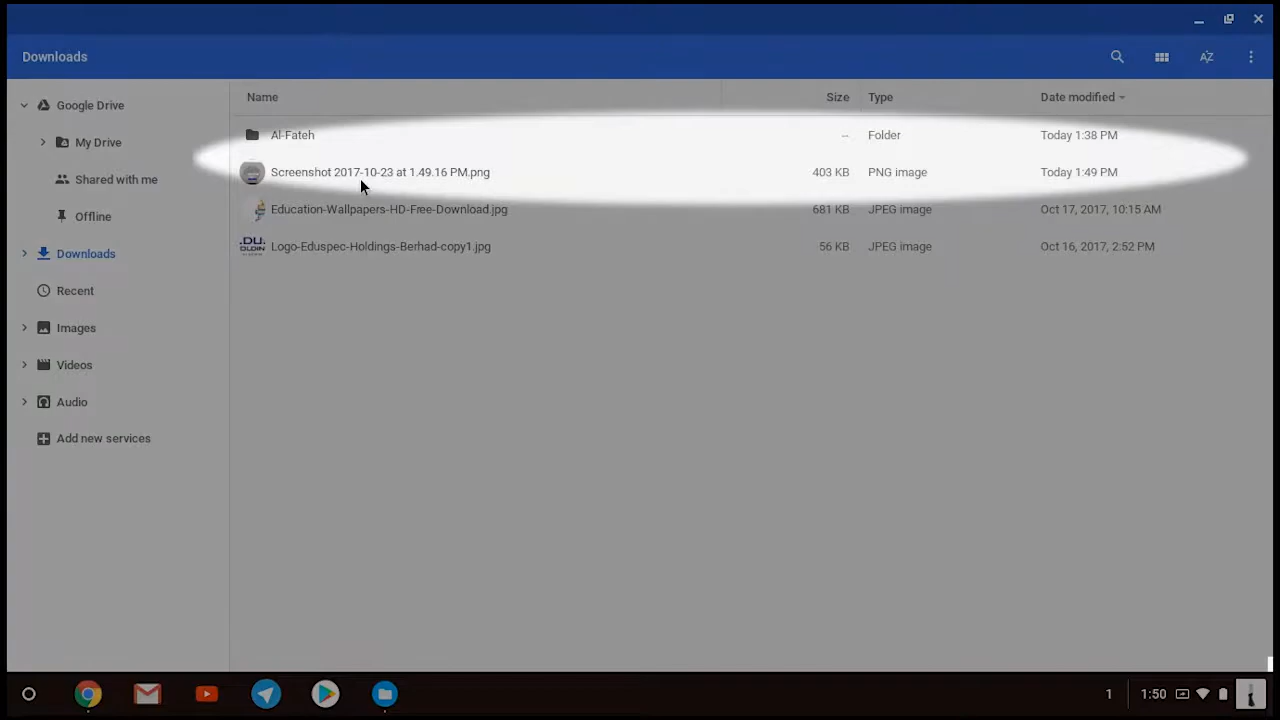 Downloads
AZ
Google Drive
My Drive
Shared with me
Offline
Downloads
Recent
Images
Videos
Audio
Add new services
Name Size Type Date modified
Al-Fateh -- Folder Today 1:38 PM
Screenshot 2017-10-23 at 1.49.16 PM.png 403 KB PNG image Today 1:49 PM
Education-Wallpapers-HD-Free-Download.jpg 681 KB JPEG image Oct 17, 2017, 10:15 AM
Logo-Eduspec-Holdings-Berhad-copy1.jpg 56 KB JPEG image Oct 16, 2017, 2:52 PM
1 1:50